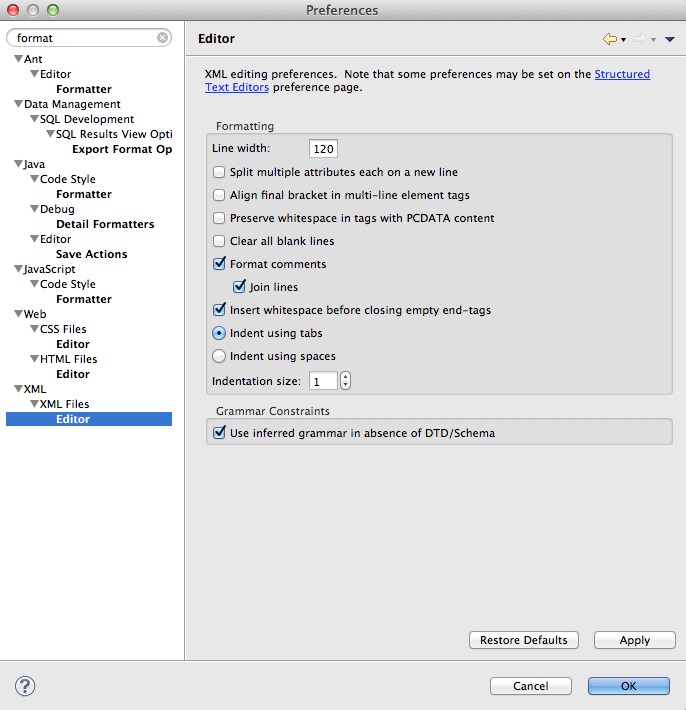 Preferences
format
Ant
Editor
Formatter
Data Management
SQL Development
SQL Results View Opti
Export Format Op
Java
Code Style
Formatter
Debug
Detail Formatters
Editor
Save Actions
JavaScript
Code Style
Formatter
Web
CSS Files
Editor
HTML Files
Editor
XML
XML Files
Editor
Editor
XML editing preferences.  Note that some preferences may be set on the Structured
Text Editors preference page.
Formatting
Line width: 120
Split multiple attributes each on a new line
Align final bracket in multi-line element tags
Preserve whitespace in tags with PCDATA content
Clear all blank lines
Format comments
Join lines
Insert whitespace before closing empty end-tags
Indent using tabs
Indent using spaces
Indentation size: 1
Grammar Constraints
Use inferred grammar in absence of DTD/Schema
Restore Defaults Apply
? Cancel OK